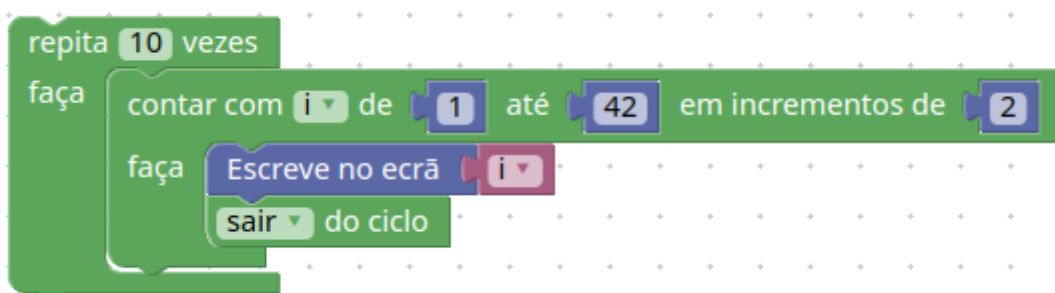 repita 10 vezes
faça contar com i de 1 até 42 em incrementos de 2
faça Escreve no ecrã i
sair do ciclo